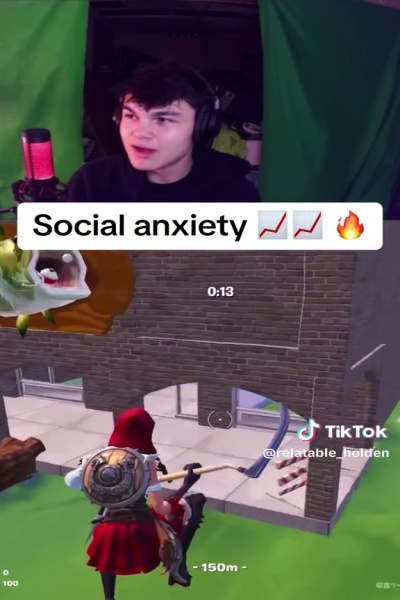 Social anxiety 📈📈 🔥
0:13
TikTok
@relatable_holden
- 150m -
0
100